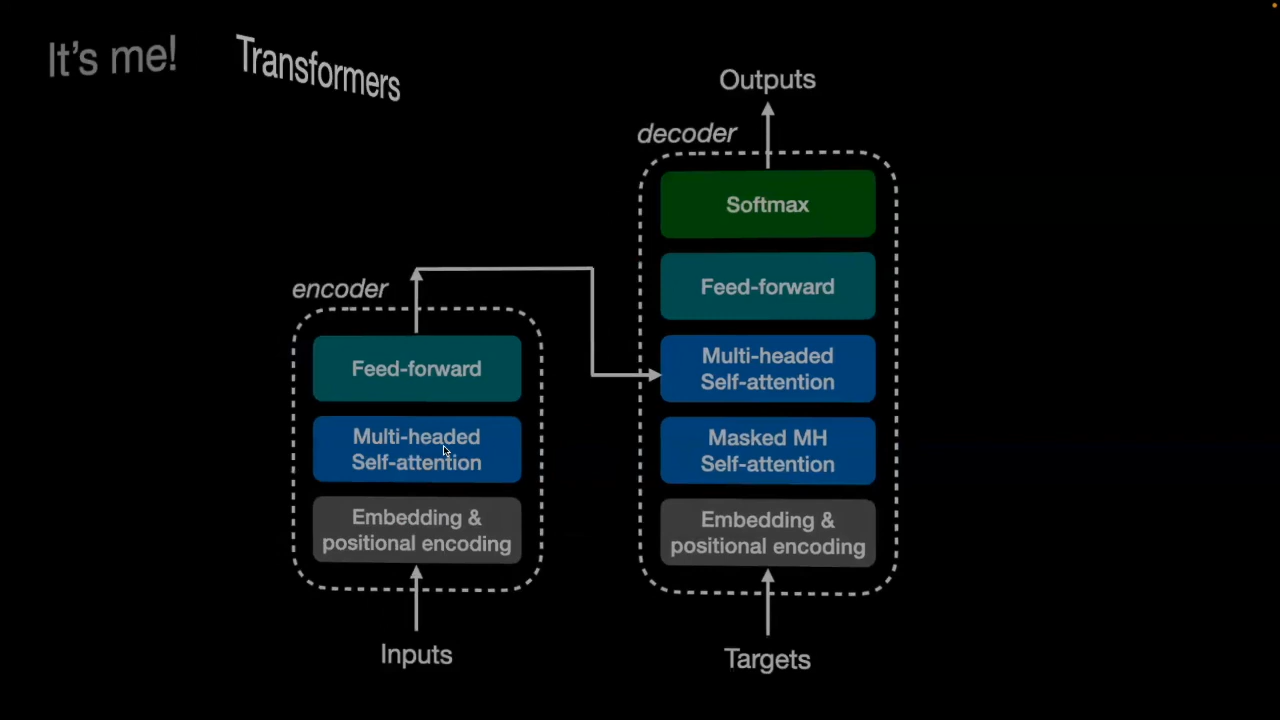 It's me!
Transformers
Outputs
decoder
Softmax
Feed-forward
Multi-headed
Self-attention
Masked MH
Self-attention
Embedding &
positional encoding
Targets
encoder
Feed-forward
Multi-headed
Self-attention
Embedding &
positional encoding
Inputs